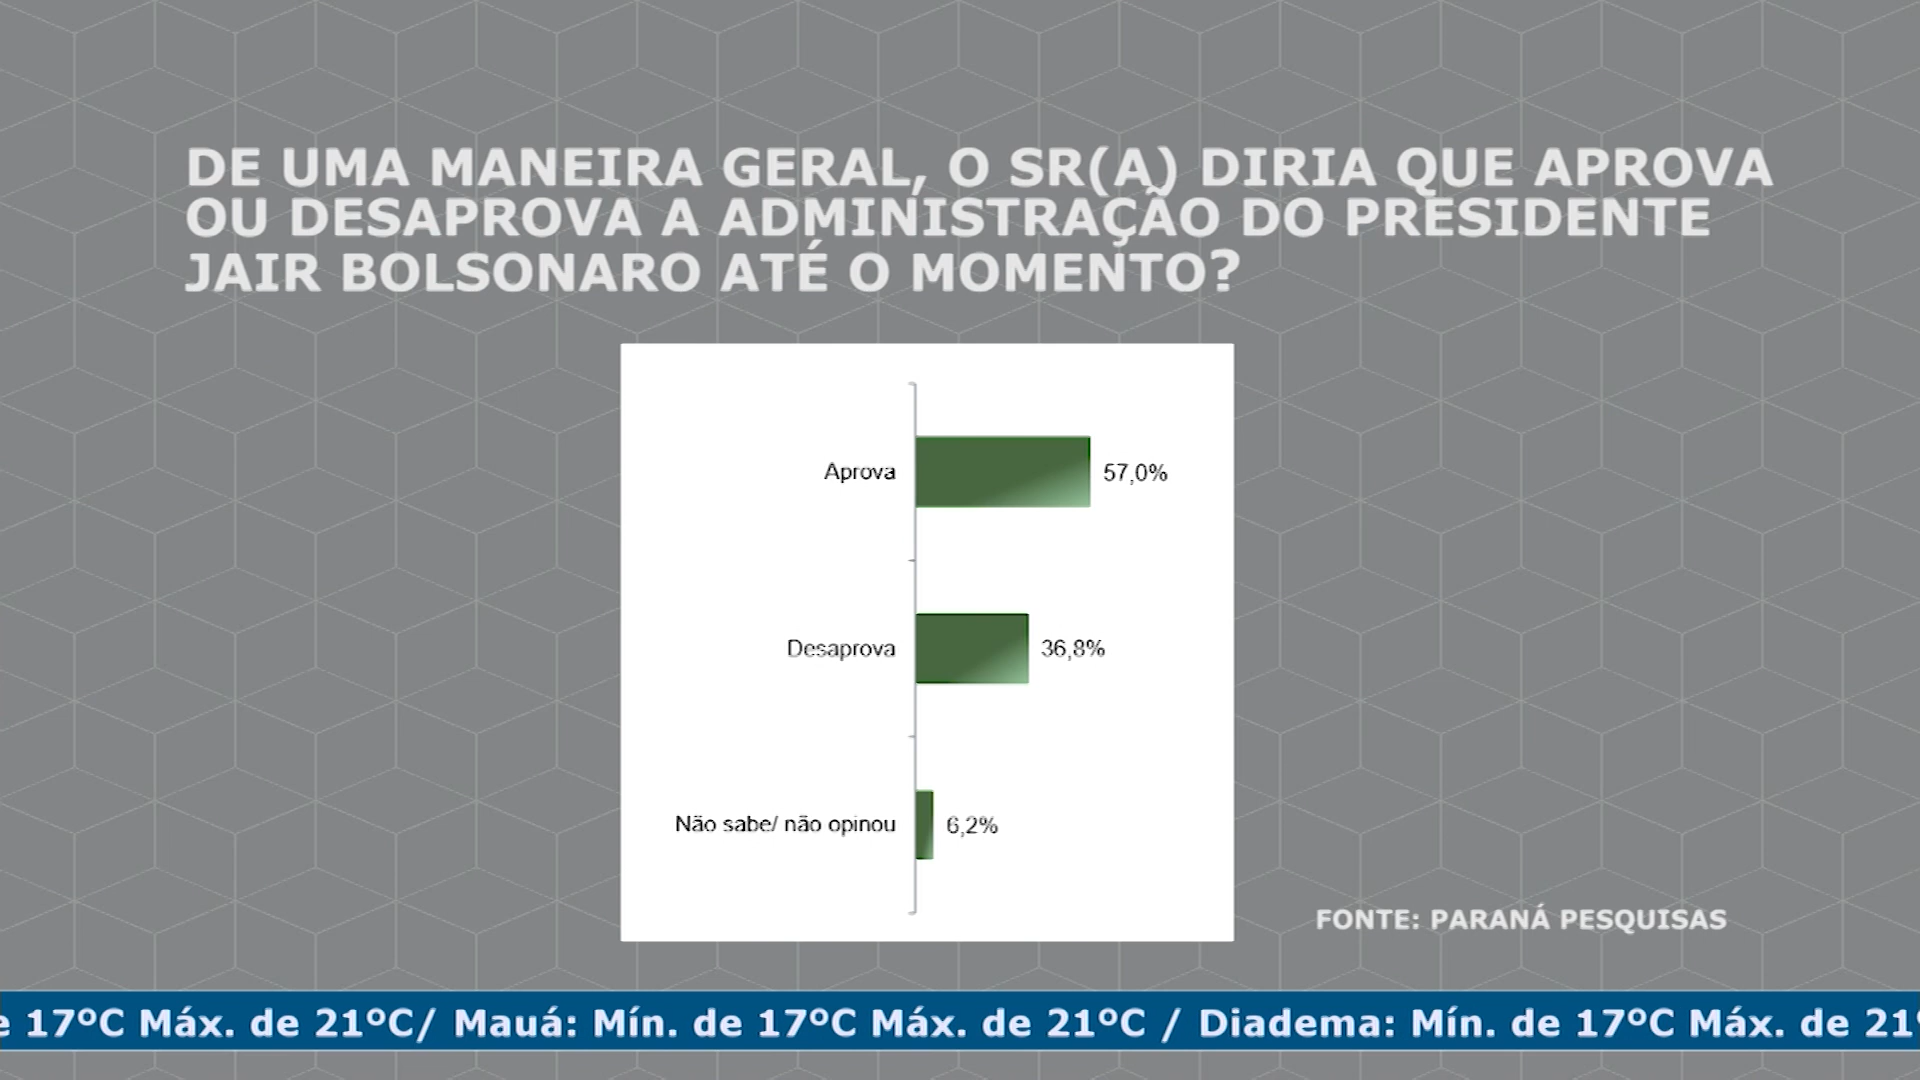 DE UMA MANEIRA GERAL, O SR(A) DIRIA QUE APROVA
OU DESAPROVA A ADMINISTRAÇÃO DO PRESIDENTE
JAIR BOLSONARO ATÉ O MOMENTO?
Aprova 57,0%
Desaprova 36,8%
Não sabe/ não opinou 6,2%
FONTE: PARANÁ PESQUISAS
e 17ºC Máx. de 21ºC/ Mauá: Mín. de 17ºC Máx. de 21ºC / Diadema: Mín. de 17ºC Máx. de 21º